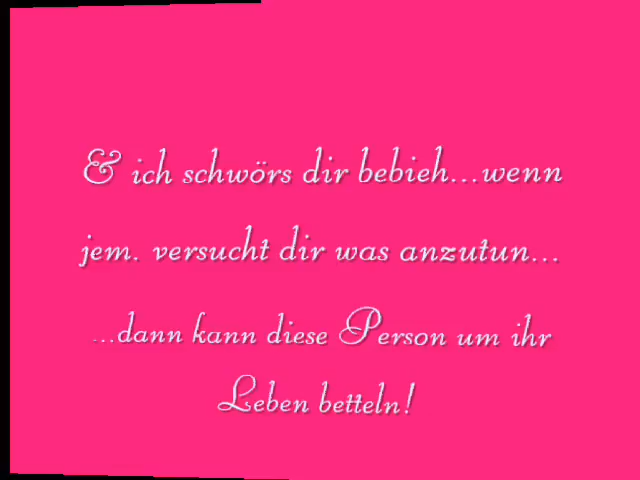 & ich schwörs dir bebieh...wenn
jem. versucht dir was anzutun...
...dann kann diese Person um ihr
Leben betteln!